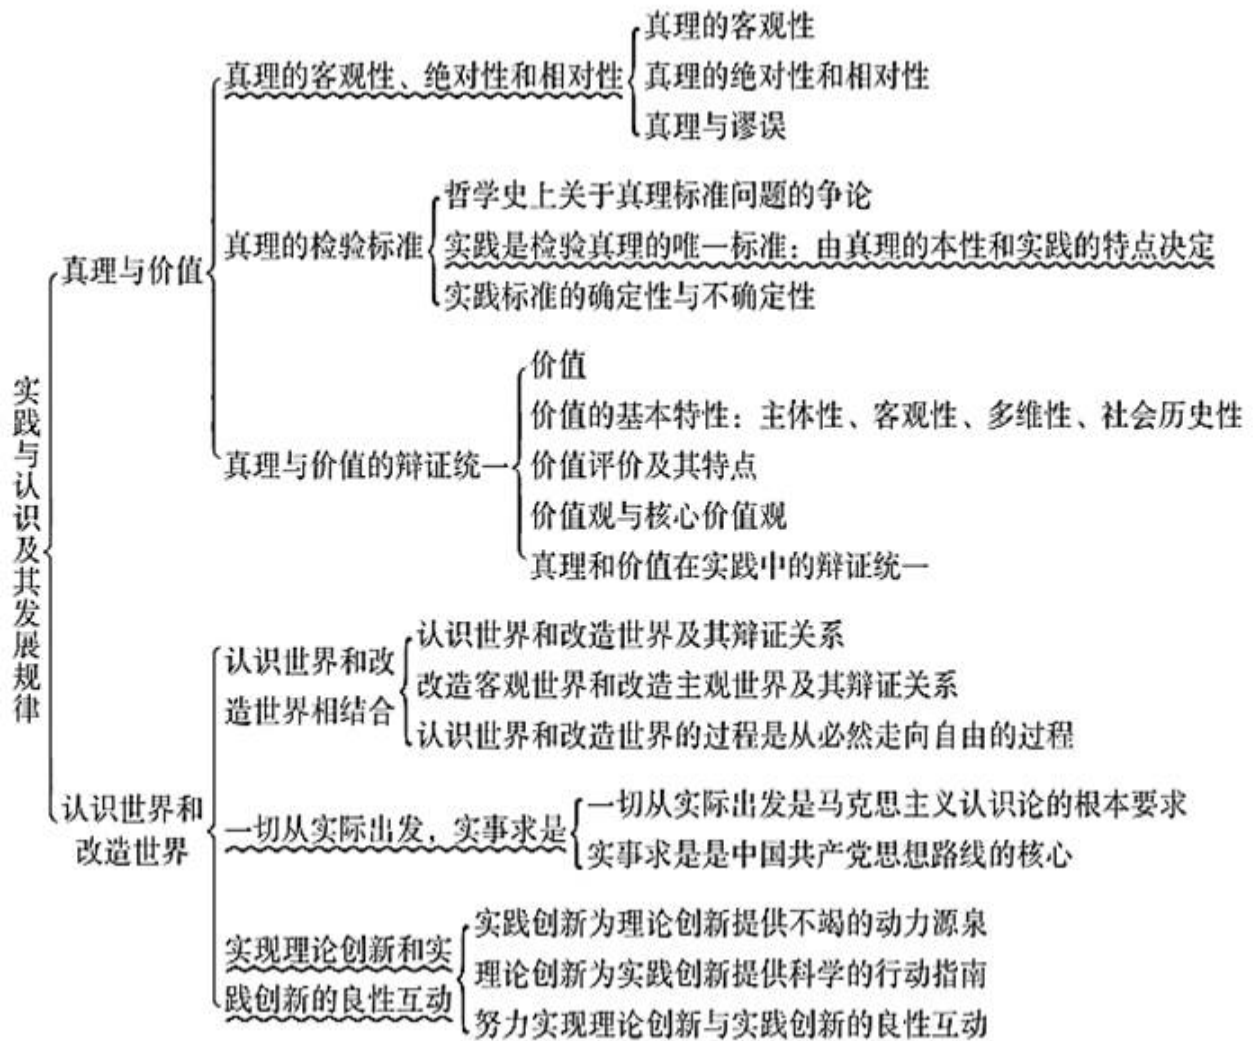 实践与认识及其发展规律
真理与价值
真理的客观性、绝对性和相对性
真理的客观性
真理的绝对性和相对性
真理与谬误
真理的检验标准
哲学史上关于真理标准问题的争论
实践是检验真理的唯一标准：由真理的本性和实践的特点决定
实践标准的确定性与不确定性
真理与价值的辩证统一
价值
价值的基本特性：主体性、客观性、多维性、社会历史性
价值评价及其特点
价值观与核心价值观
真理和价值在实践中的辩证统一
认识世界和
改造世界
认识世界和改
造世界相结合
认识世界和改造世界及其辩证关系
改造客观世界和改造主观世界及其辩证关系
认识世界和改造世界的过程是从必然走向自由的过程
一切从实际出发，实事求是
一切从实际出发是马克思主义认识论的根本要求
实事求是是中国共产党思想路线的核心
实现理论创新和实
践创新的良性互动
实践创新为理论创新提供不竭的动力源泉
理论创新为实践创新提供科学的行动指南
努力实现理论创新与实践创新的良性互动